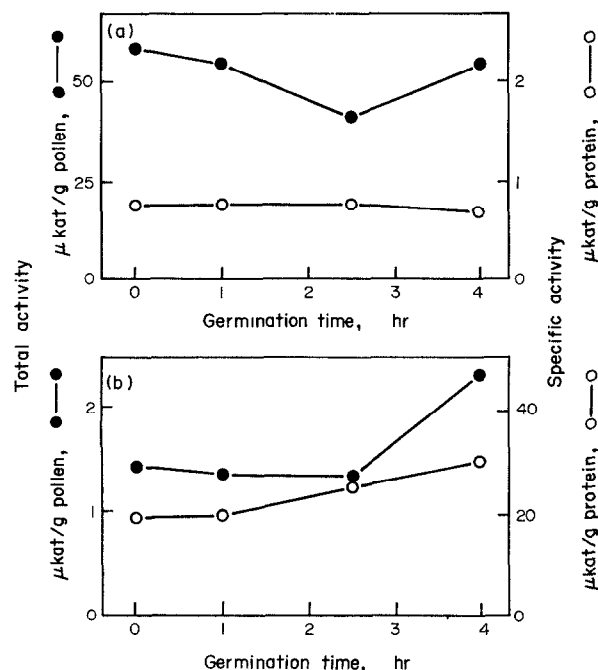 (a)
50
25
0
2
1
0
0 1 2 3 4
Germination time, hr
Total activity
μkat/g pollen,
Specific activity
μkat/g protein,
(b)
2
1
0
40
20
0
0 1 2 3 4
Germination time, hr
μkat/g pollen,
μkat/g protein,